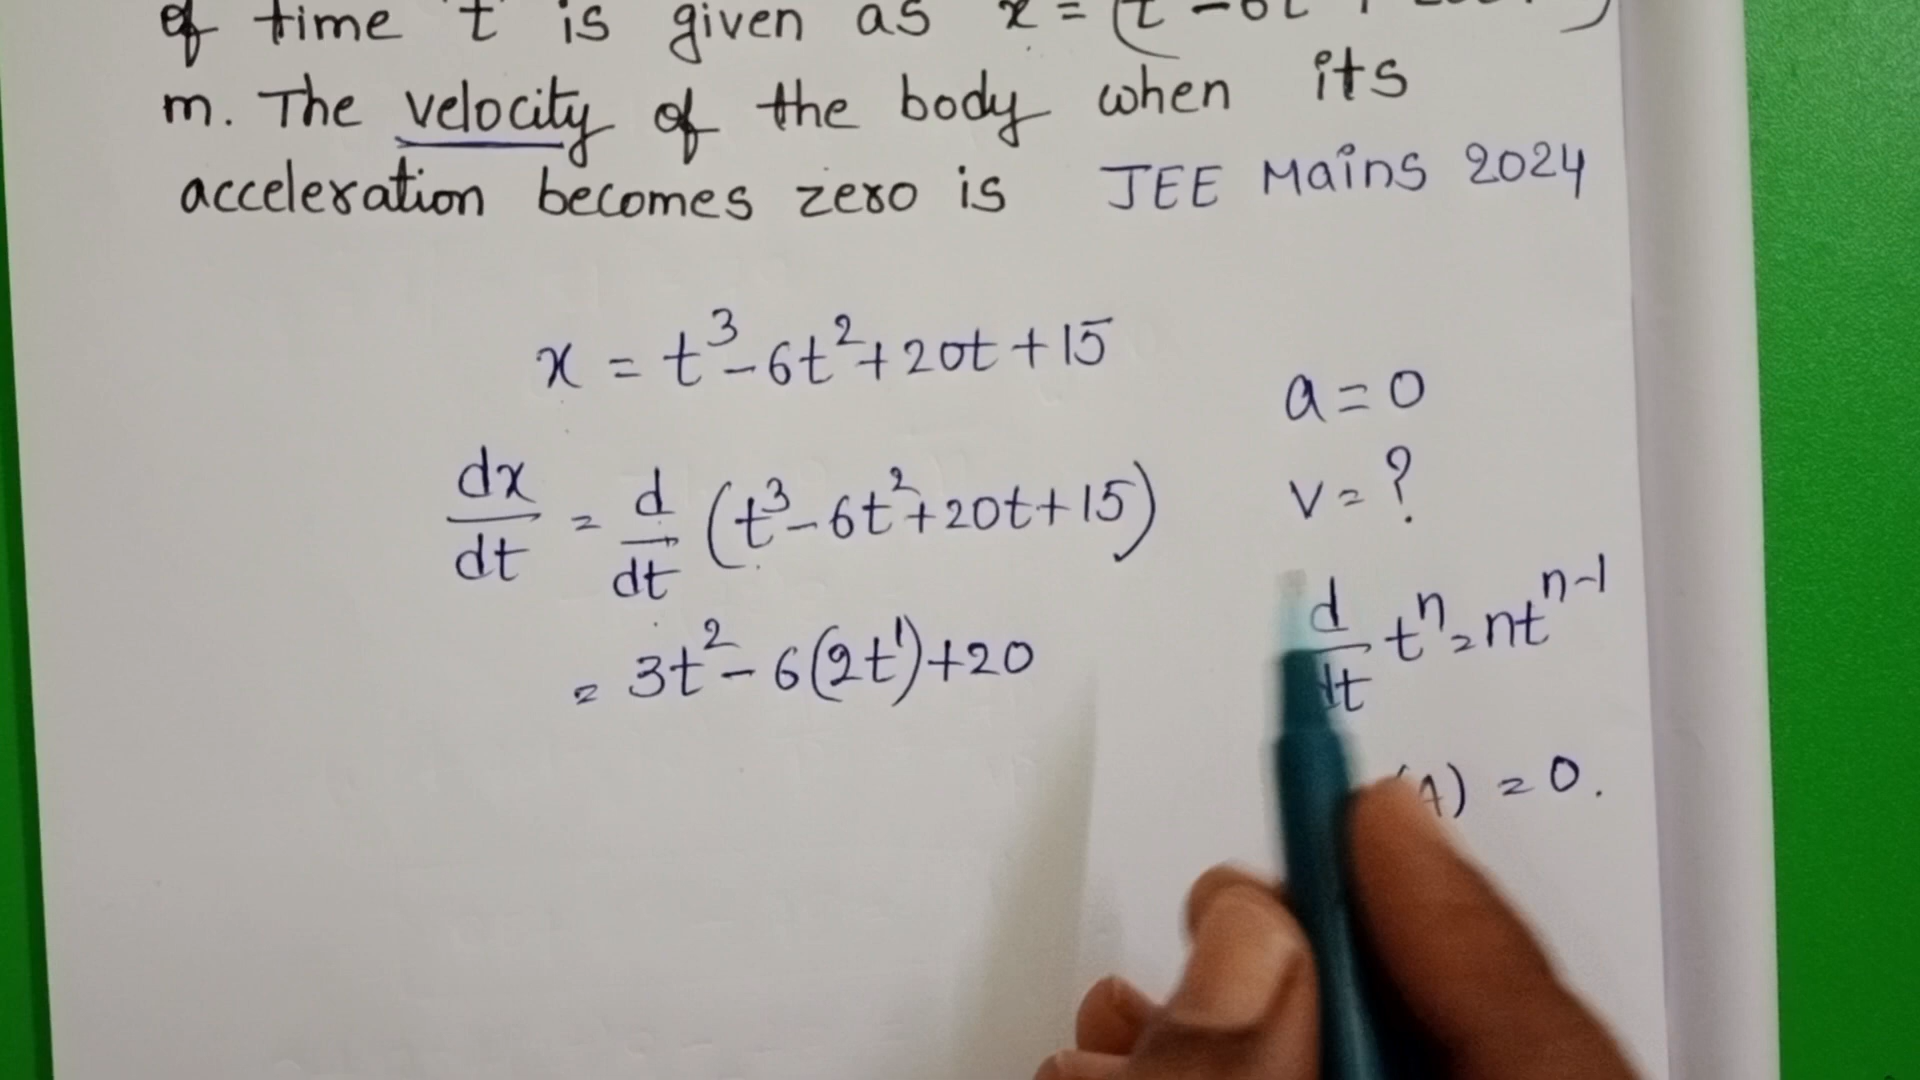 of time 't' is given as x = (t - 6t
m. The velocity of the body when its
acceleration becomes zero is JEE Mains 2024
x = t³ - 6t² + 20t + 15
a = 0
dx/dt = d/dt (t³ - 6t² + 20t + 15)
v = ?
d/dt tⁿ = ntⁿ⁻¹
= 3t² - 6(2t¹) + 20
) = 0.